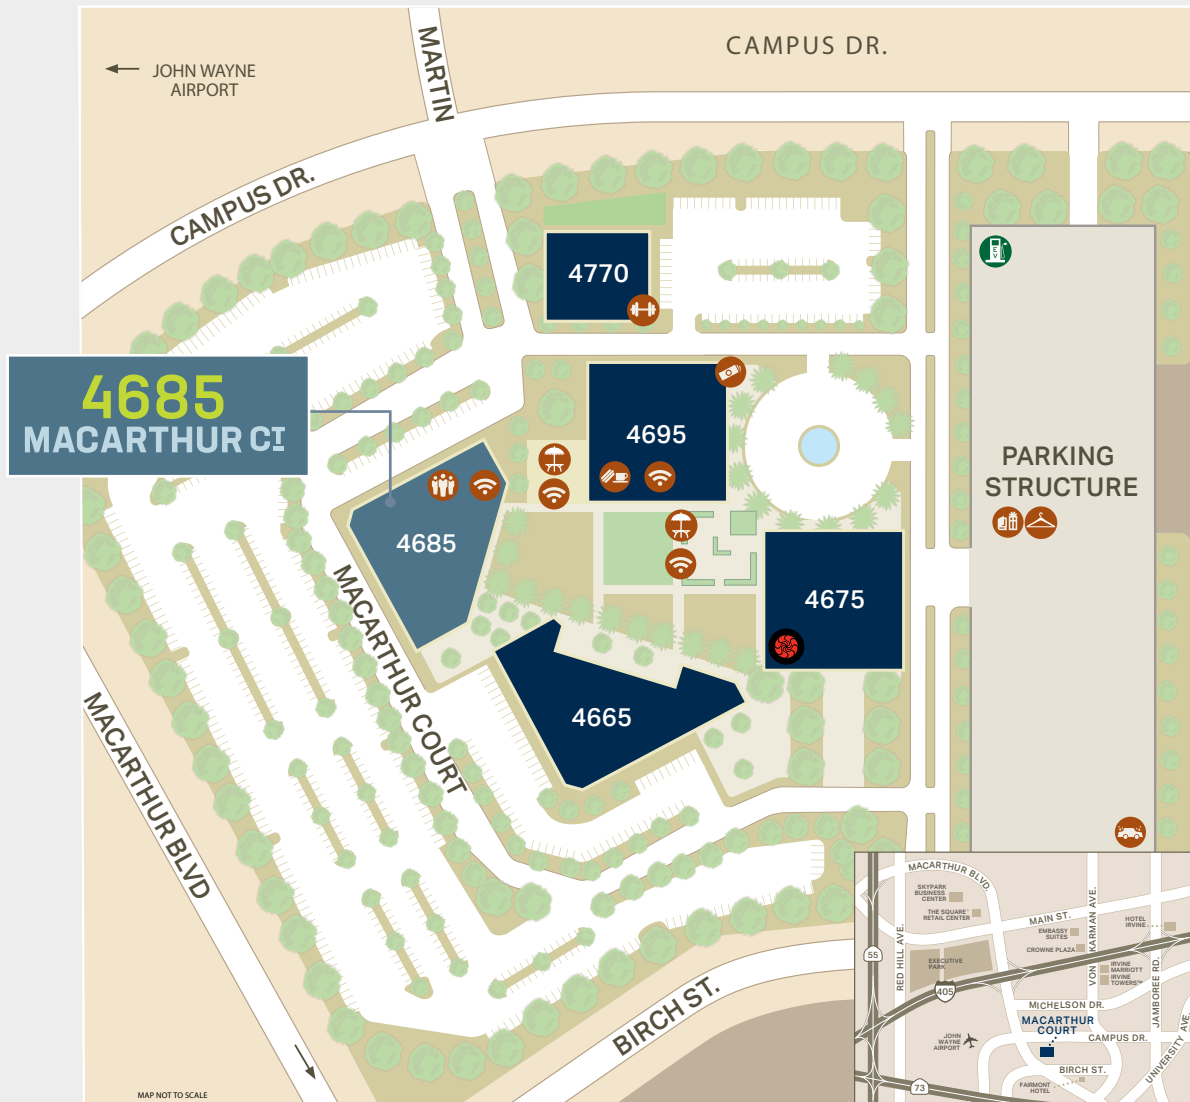 CAMPUS DR.
MARTIN
JOHN WAYNE
AIRPORT
CAMPUS DR.
4770
EV
4685
MACARTHUR CT
4695
PARKING
STRUCTURE
4685
4675
MACARTHUR COURT
4665
MACARTHUR BLVD
BIRCH ST.
MAP NOT TO SCALE
MACARTHUR BLVD.
SKYPARK
BUSINESS
CENTER
THE SQUARE
RETAIL CENTER
MAIN ST.
VON KARMAN AVE.
HOTEL
IRVINE
EMBASSY
SUITES
CROWNE PLAZA
RED HILL AVE.
55
EXECUTIVE
PARK
IRVINE
MARRIOTT
IRVINE
TOWERS™
JAMBOREE RD.
405
MICHELSON DR.
MACARTHUR
COURT
JOHN
WAYNE
AIRPORT
CAMPUS DR.
UNIVERSITY AVE.
BIRCH ST.
FAIRMONT
HOTEL
73